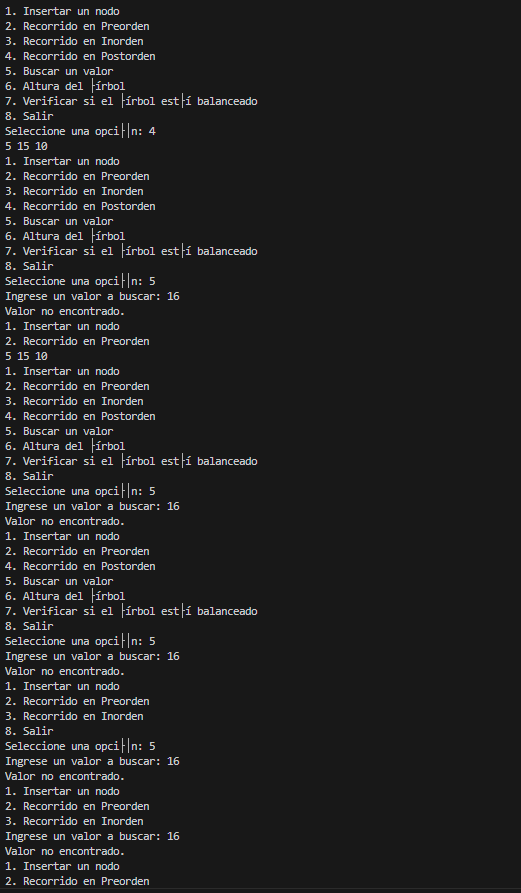 1. Insertar un nodo
2. Recorrido en Preorden
3. Recorrido en Inorden
4. Recorrido en Postorden
5. Buscar un valor
6. Altura del ├írbol
7. Verificar si el ├írbol est├í balanceado
8. Salir
Seleccione una opci├│n: 4
5 15 10
1. Insertar un nodo
2. Recorrido en Preorden
3. Recorrido en Inorden
4. Recorrido en Postorden
5. Buscar un valor
6. Altura del ├írbol
7. Verificar si el ├írbol est├í balanceado
8. Salir
Seleccione una opci├│n: 5
Ingrese un valor a buscar: 16
Valor no encontrado.
1. Insertar un nodo
2. Recorrido en Preorden
5 15 10
1. Insertar un nodo
2. Recorrido en Preorden
3. Recorrido en Inorden
4. Recorrido en Postorden
5. Buscar un valor
6. Altura del ├írbol
7. Verificar si el ├írbol est├í balanceado
8. Salir
Seleccione una opci├│n: 5
Ingrese un valor a buscar: 16
Valor no encontrado.
1. Insertar un nodo
2. Recorrido en Preorden
4. Recorrido en Postorden
5. Buscar un valor
6. Altura del ├írbol
7. Verificar si el ├írbol est├í balanceado
8. Salir
Seleccione una opci├│n: 5
Ingrese un valor a buscar: 16
Valor no encontrado.
1. Insertar un nodo
2. Recorrido en Preorden
3. Recorrido en Inorden
8. Salir
Seleccione una opci├│n: 5
Ingrese un valor a buscar: 16
Valor no encontrado.
1. Insertar un nodo
2. Recorrido en Preorden
3. Recorrido en Inorden
Ingrese un valor a buscar: 16
Valor no encontrado.
1. Insertar un nodo
2. Recorrido en Preorden